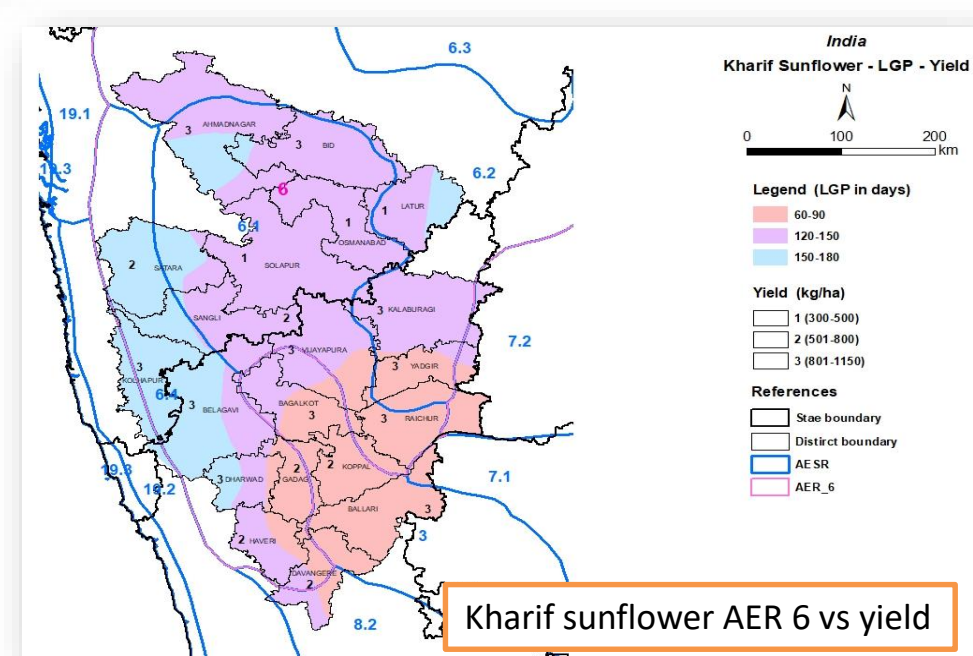 India
Kharif Sunflower - LGP - Yield
N
0 100 200
km
Legend (LGP in days)
60-90
120-150
150-180
Yield (kg/ha)
1 (300-500)
2 (501-800)
3 (801-1150)
References
Stae boundary
Distirct boundary
AESR
AER_6
6.3
19.1
AHMADNAGAR
3
3
BID
6.2
6
LATUR
1
1
6.1
OSMANABAD
2
SATARA
1
SOLAPUR
SANGLI
2
3
KALABURAGI
7.2
3
VIJAYAPURA
3
YADGIR
3
KOLHAPUR
6.4
3
BELAGAVI
BAGALKOT
3
3
RAICHUR
19.3
19.2
3
DHARWAD
2
GADAG
2
KOPPAL
7.1
BALLARI
3
2
HAVERI
3
DAVANGERE
2
8.2
Kharif sunflower AER 6 vs yield